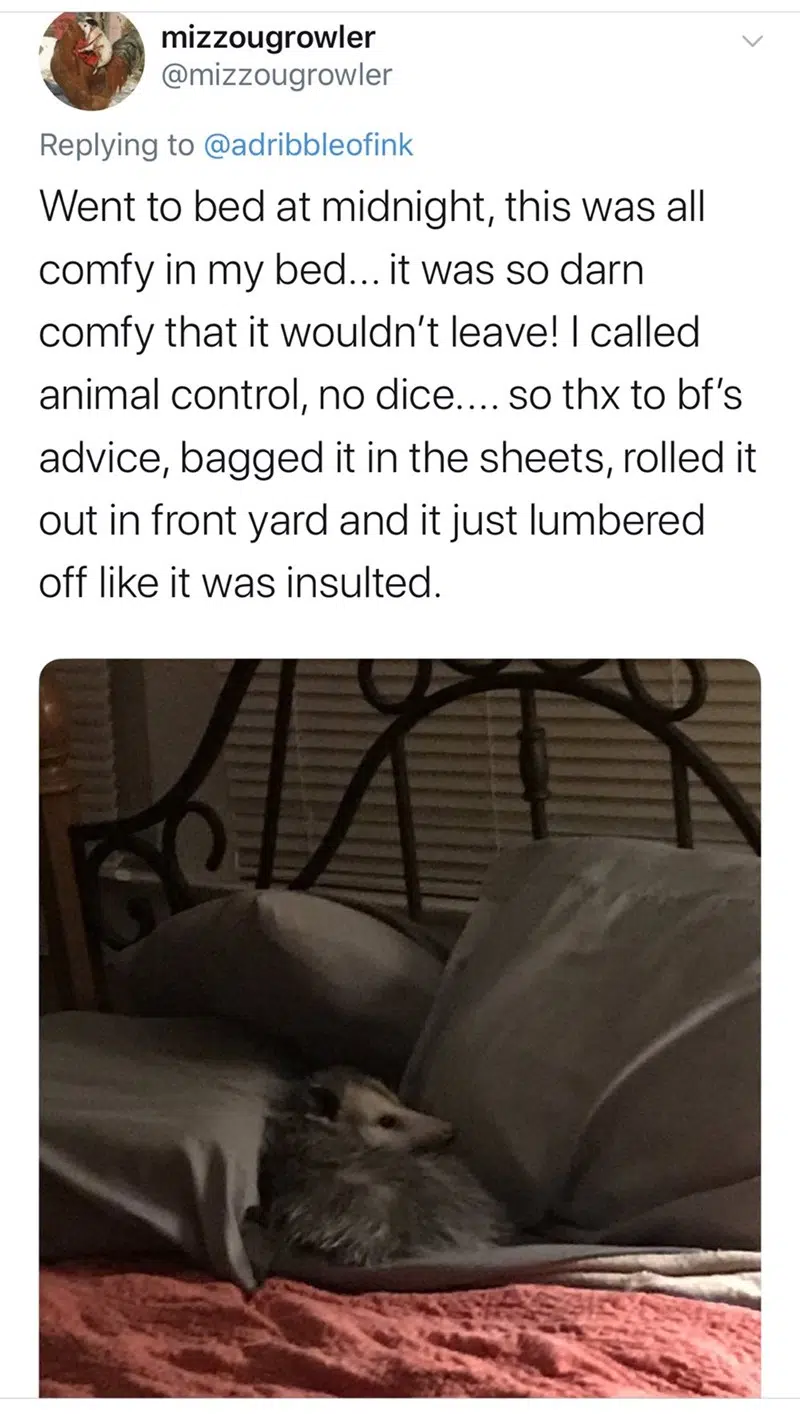 mizzougrowler
@mizzougrowler
Replying to @adribbleofink
Went to bed at midnight, this was all
comfy in my bed... it was so darn
comfy that it wouldn’t leave! I called
animal control, no dice.... so thx to bf’s
advice, bagged it in the sheets, rolled it
out in front yard and it just lumbered
off like it was insulted.